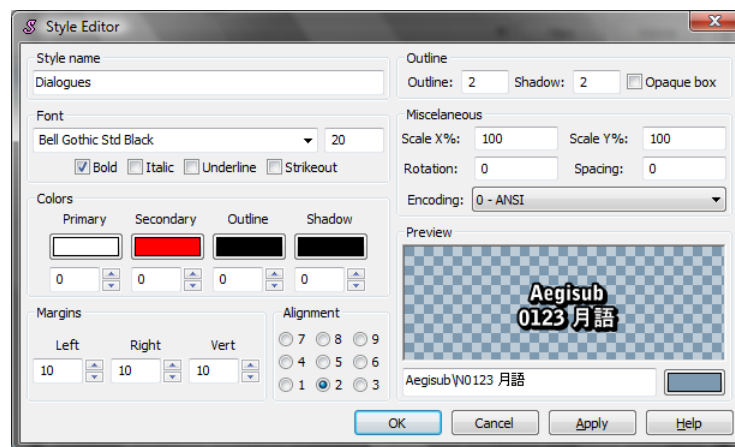 Style Editor
Style name
Dialogues
Font
Bell Gothic Std Black 20
Bold Italic Underline Strikeout
Colors
Primary Secondary Outline Shadow
0 0 0 0
Margins
Left Right Vert
10 10 10
Alignment
7 8 9
4 5 6
1 2 3
Outline
Outline: 2 Shadow: 2 Opaque box
Miscelaneous
Scale X%: 100 Scale Y%: 100
Rotation: 0 Spacing: 0
Encoding: 0 - ANSI
Preview
Aegisub
0123 月語
Aegisub\N0123 月語
OK Cancel Apply Help